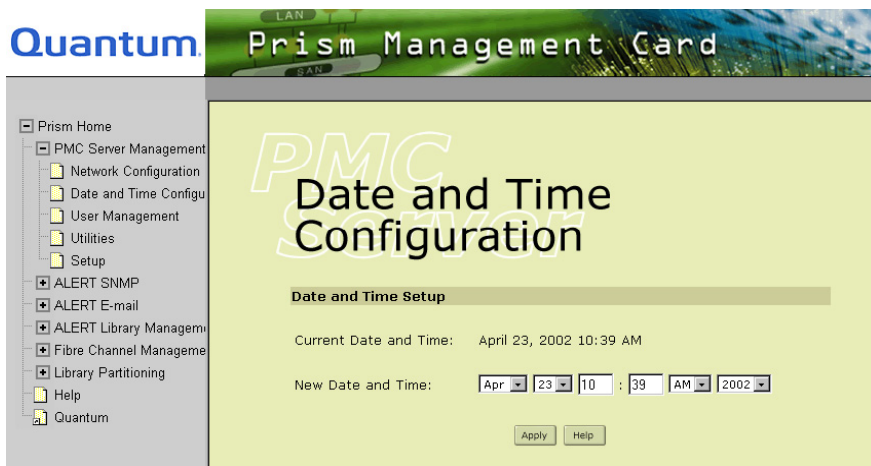 Quantum.
LAN
Prism Management Card
SAN
Prism Home
PMC Server Management
Network Configuration
Date and Time Configu
User Management
Utilities
Setup
ALERT SNMP
ALERT E-mail
ALERT Library Managem
Fibre Channel Manageme
Library Partitioning
Help
Quantum
PMC
Server
Date and Time
Configuration
Date and Time Setup
Current Date and Time: April 23, 2002 10:39 AM
New Date and Time: Apr 23 10 : 39 AM 2002
Apply Help